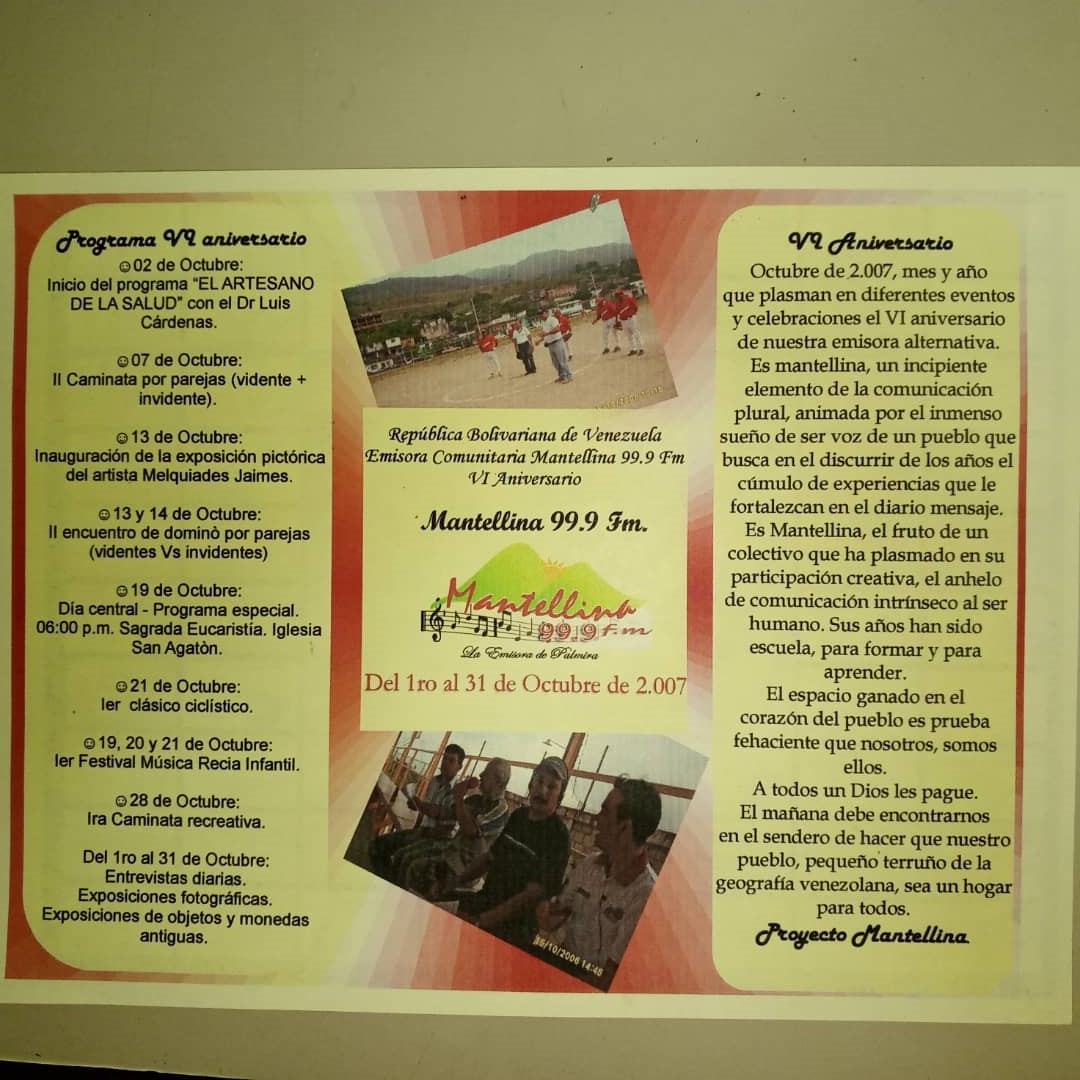 Programa VI aniversario
☺02 de Octubre:
Inicio del programa "EL ARTESANO
DE LA SALUD" con el Dr Luis
Cárdenas.
☺07 de Octubre:
II Caminata por parejas (vidente +
invidente).
☺13 de Octubre:
Inauguración de la exposición pictórica
del artista Melquiades Jaimes.
☺13 y 14 de Octubre:
II encuentro de dominò por parejas
(videntes Vs invidentes)
☺19 de Octubre:
Día central - Programa especial.
06:00 p.m. Sagrada Eucaristía. Iglesia
San Agatòn.
☺21 de Octubre:
Ier clásico ciclístico.
☺19, 20 y 21 de Octubre:
Ier Festival Música Recia Infantil.
☺28 de Octubre:
Ira Caminata recreativa.
Del 1ro al 31 de Octubre:
Entrevistas diarias.
Exposiciones fotográficas.
Exposiciones de objetos y monedas
antiguas.
República Bolivariana de Venezuela
Emisora Comunitaria Mantellina 99.9 Fm
VI Aniversario
Mantellina 99.9 Fm.
Mantellina
99.9 F.m
La Emisora de Palmira
Del 1ro al 31 de Octubre de 2.007
16/10/2006 14:48
VI Aniversario
Octubre de 2.007, mes y año
que plasman en diferentes eventos
y celebraciones el VI aniversario
de nuestra emisora alternativa.
Es mantellina, un incipiente
elemento de la comunicación
plural, animada por el inmenso
sueño de ser voz de un pueblo que
busca en el discurrir de los años el
cúmulo de experiencias que le
fortalezcan en el diario mensaje.
Es Mantellina, el fruto de un
colectivo que ha plasmado en su
participación creativa, el anhelo
de comunicación intrínseco al ser
humano. Sus años han sido
escuela, para formar y para
aprender.
El espacio ganado en el
corazón del pueblo es prueba
fehaciente que nosotros, somos
ellos.
A todos un Dios les pague.
El mañana debe encontrarnos
en el sendero de hacer que nuestro
pueblo, pequeño terruño de la
geografía venezolana, sea un hogar
para todos.
Proyecto Mantellina